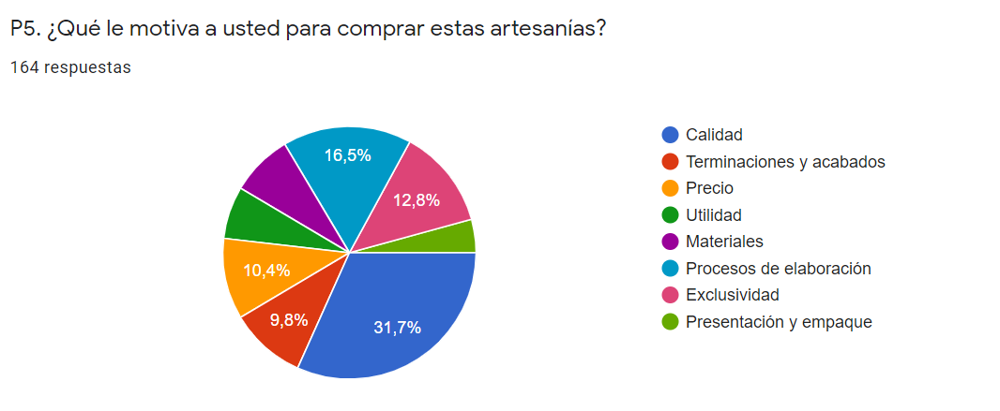 P5. ¿Qué le motiva a usted para comprar estas artesanías?
164 respuestas
16,5%
12,8%
10,4%
9,8%
31,7%
Calidad
Terminaciones y acabados
Precio
Utilidad
Materiales
Procesos de elaboración
Exclusividad
Presentación y empaque